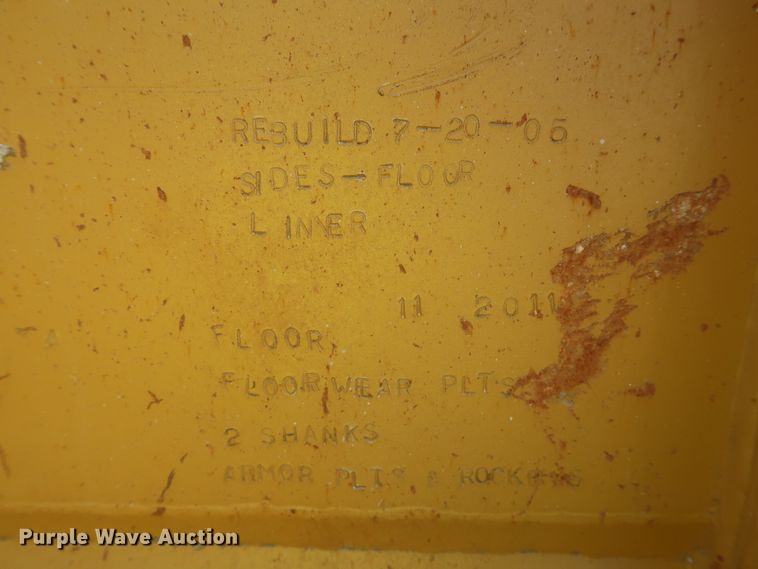 REBUILD 7-20-05
SIDES-FLOOR
LINNER
11 2011
FLOOR
FLOOR WEAR PLTS
2 SHANKS
ARMOR PLTS &
Purple Wave Auction